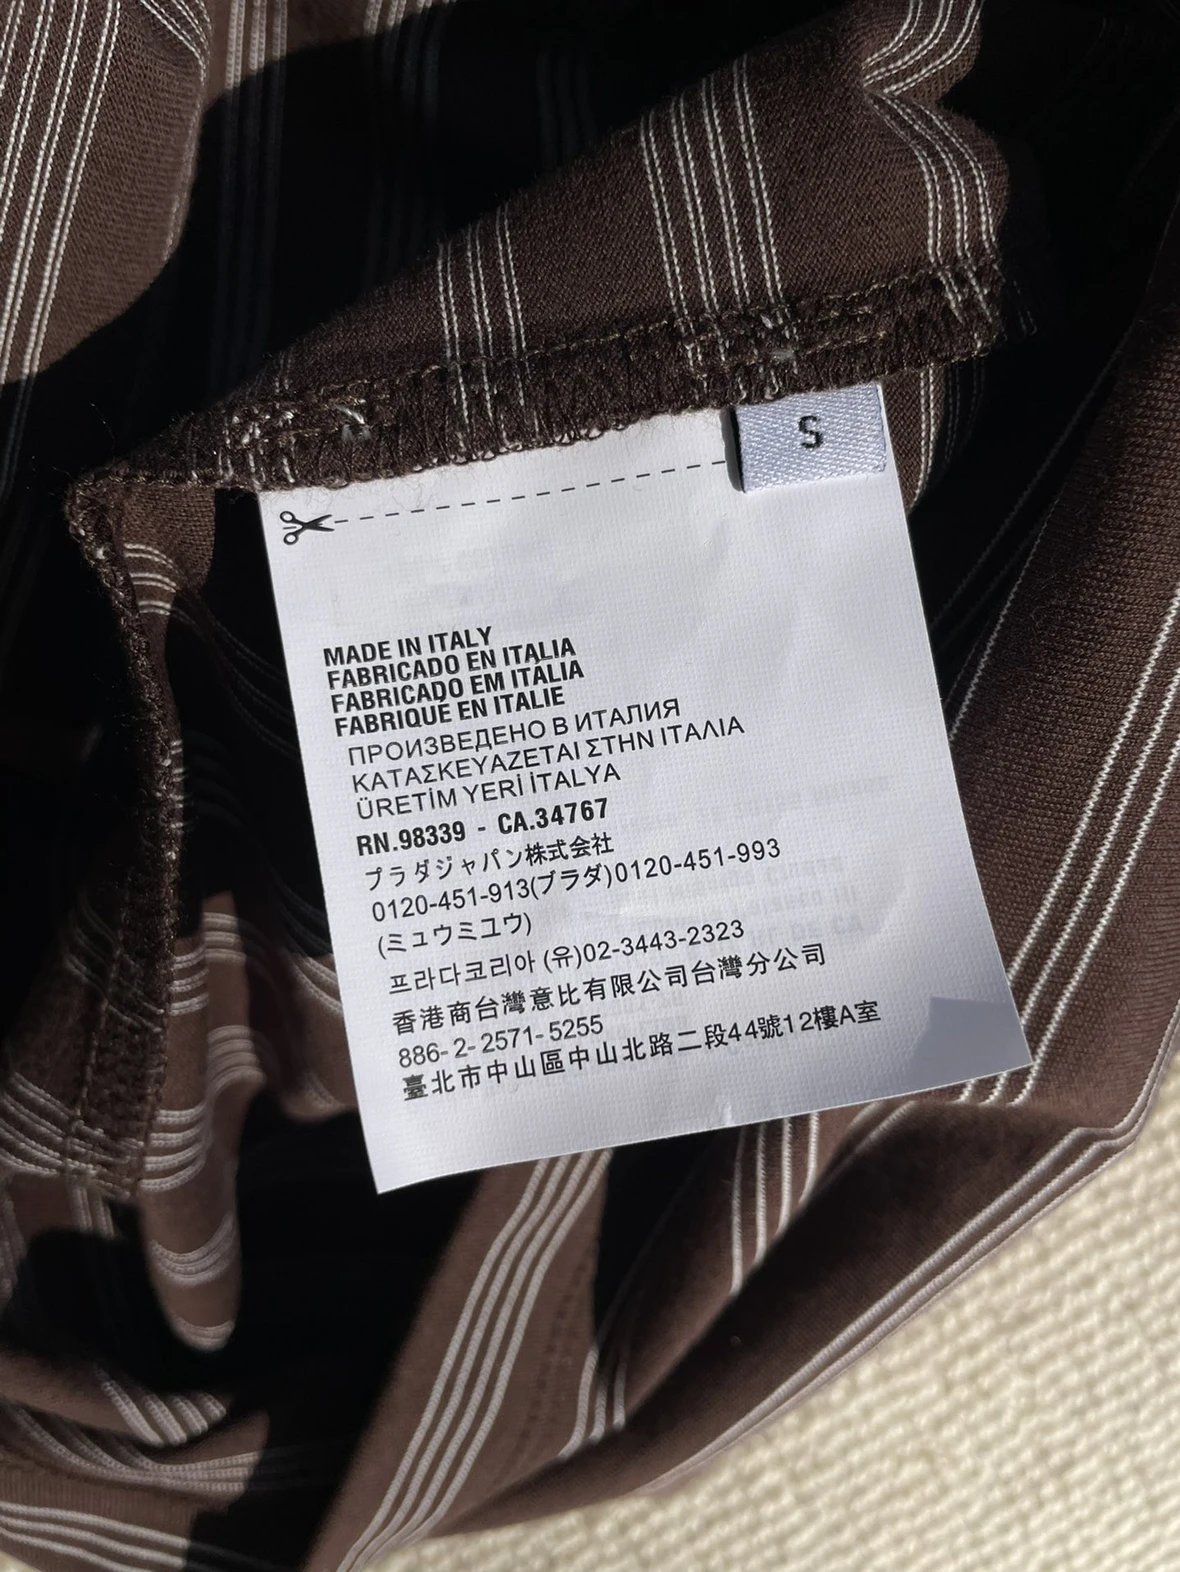 S
MADE IN ITALY
FABRICADO EN ITALIA
FABRICADO EM ITÁLIA
FABRIQUÉ EN ITALIE
ПРОИЗВЕДЕНО В ИТАЛИЯ
ΚΑΤΑΣΚΕΥΑΖΕΤΑΙ ΣΤΗΝ ΙΤΑΛΙΑ
ÜRETİM YERİ İTALYA
RN.98339 - CA.34767
プラダジャパン株式会社
0120-451-913(プラダ)0120-451-993
(ミュウミュウ)
프라다코리아 (유)02-3443-2323
香港商台灣意比有限公司台灣分公司
886-2-2571-5255
臺北市中山區中山北路二段44號12樓A室